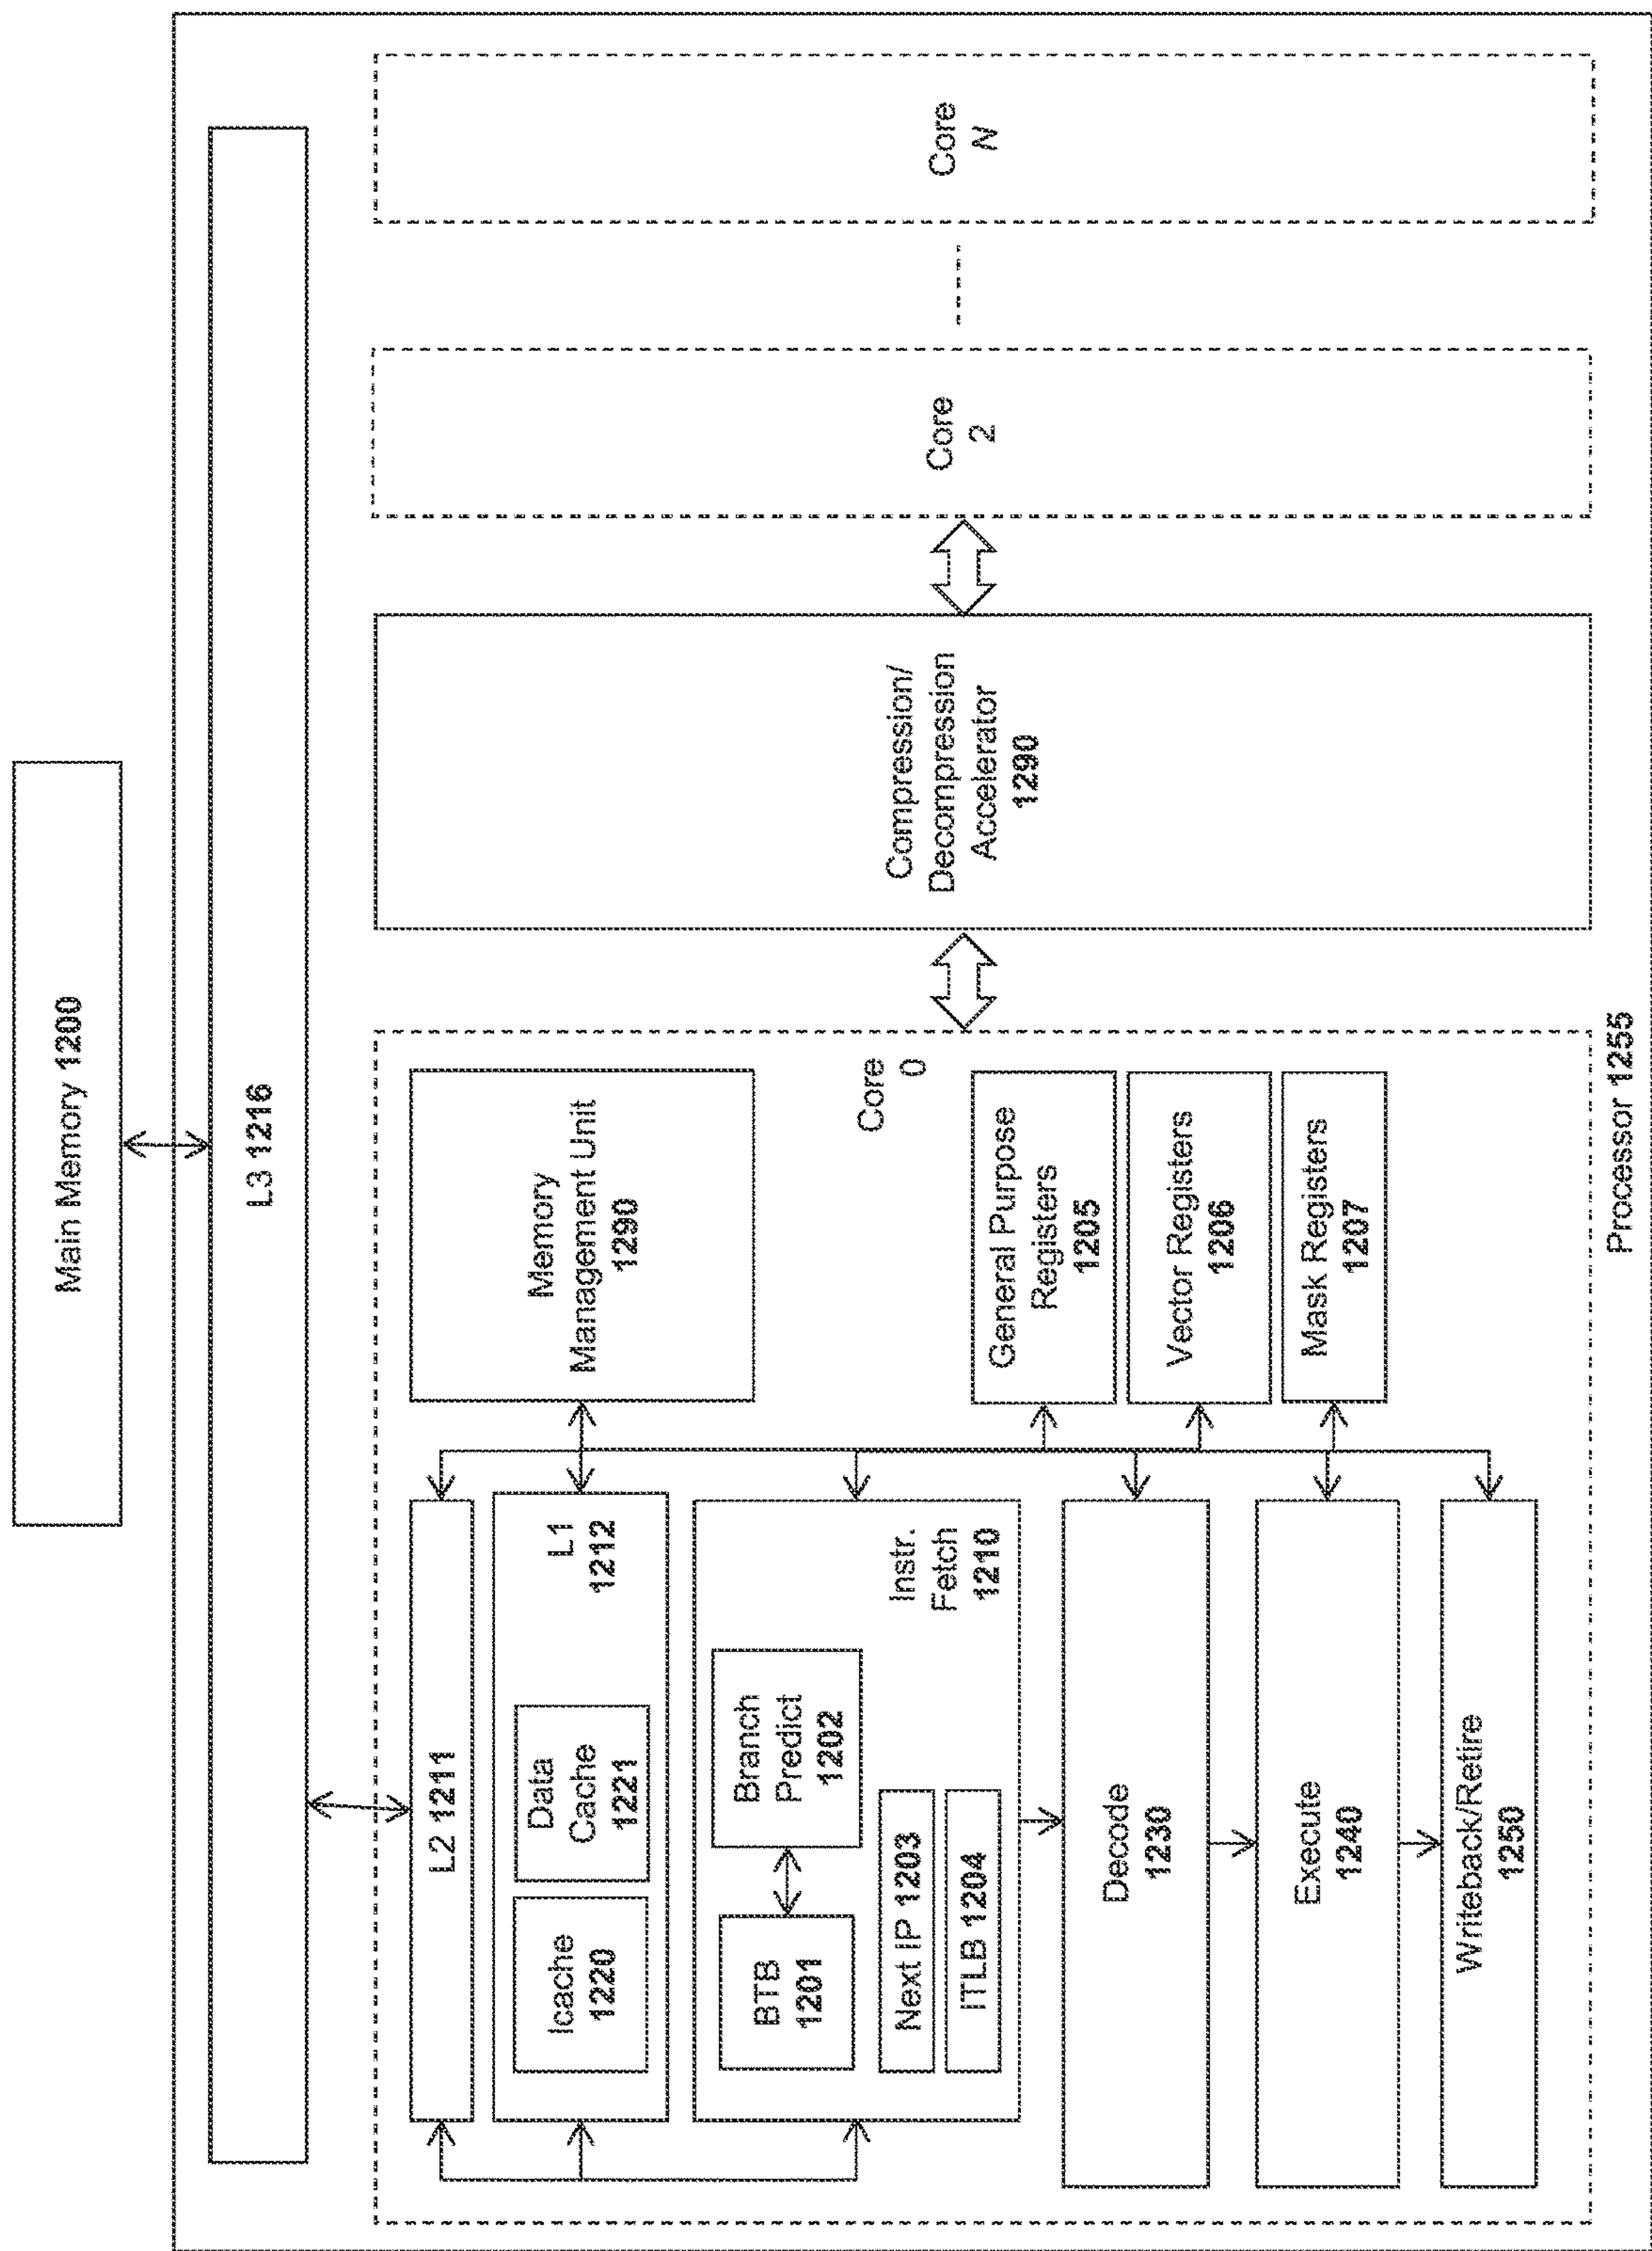 Main Memory 1200
L3 1216
L2 1211
Icache
1220
Data
Cache
1221
L1
1212
Memory
Management Unit
1290
BTB
1201
Branch
Predict
1202
Next IP 1203
ITLB 1204
Instr.
Fetch
1210
Core
0
General Purpose
Registers
1205
Vector Registers
1206
Mask Registers
1207
Decode
1230
Execute
1240
Writeback/Retire
1250
Compression/
Decompression
Accelerator
1290
Core
2
Core
N
Processor 1255